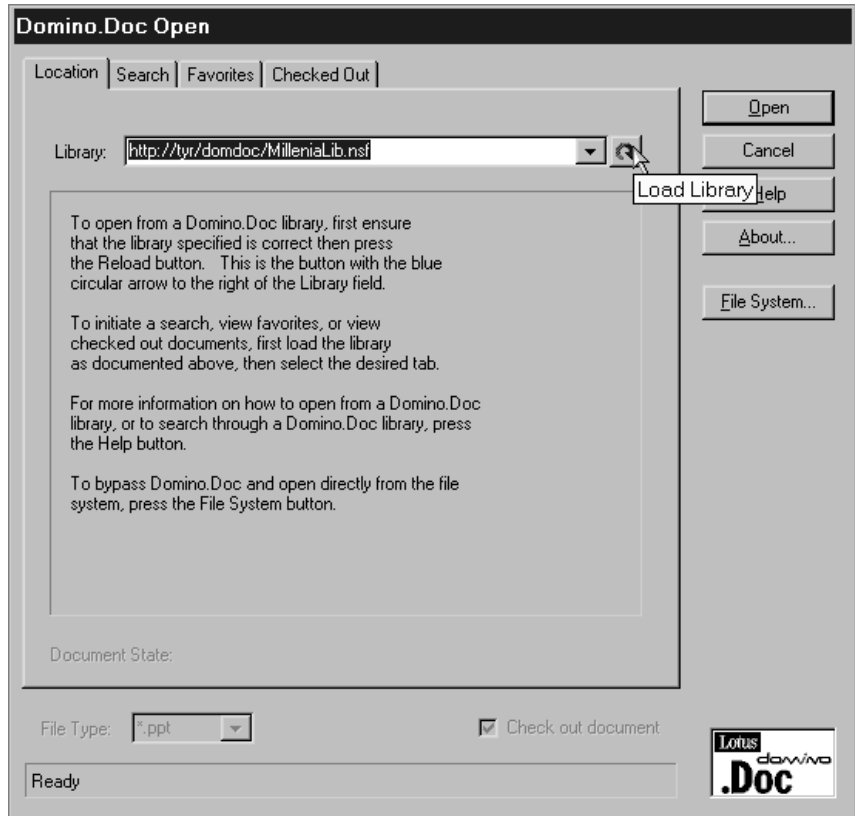 Domino.Doc Open
Location Search Favorites Checked Out
Library: http://tyr/domdoc/MilleniaLib.nsf
Load Library
To open from a Domino.Doc library, first ensure
that the library specified is correct then press
the Reload button. This is the button with the blue
circular arrow to the right of the Library field.
To initiate a search, view favorites, or view
checked out documents, first load the library
as documented above, then select the desired tab.
For more information on how to open from a Domino.Doc
library, or to search through a Domino.Doc library, press
the Help button.
To bypass Domino.Doc and open directly from the file
system, press the File System button.
Document State:
File Type: *.ppt
Check out document
Ready
Open
Cancel
Help
About...
File System...
Lotus
domino
.Doc